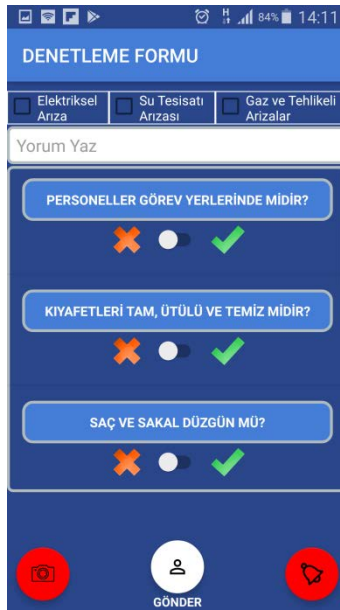 84% 14:11
DENETLEME FORMU
Elektriksel Arıza
Su Tesisatı Arızası
Gaz ve Tehlikeli Arizalar
Yorum Yaz
PERSONELLER GÖREV YERLERİNDE MİDİR?
KIYAFETLERİ TAM, ÜTÜLÜ VE TEMİZ MİDİR?
SAÇ VE SAKAL DÜZGÜN MÜ?
GÖNDER